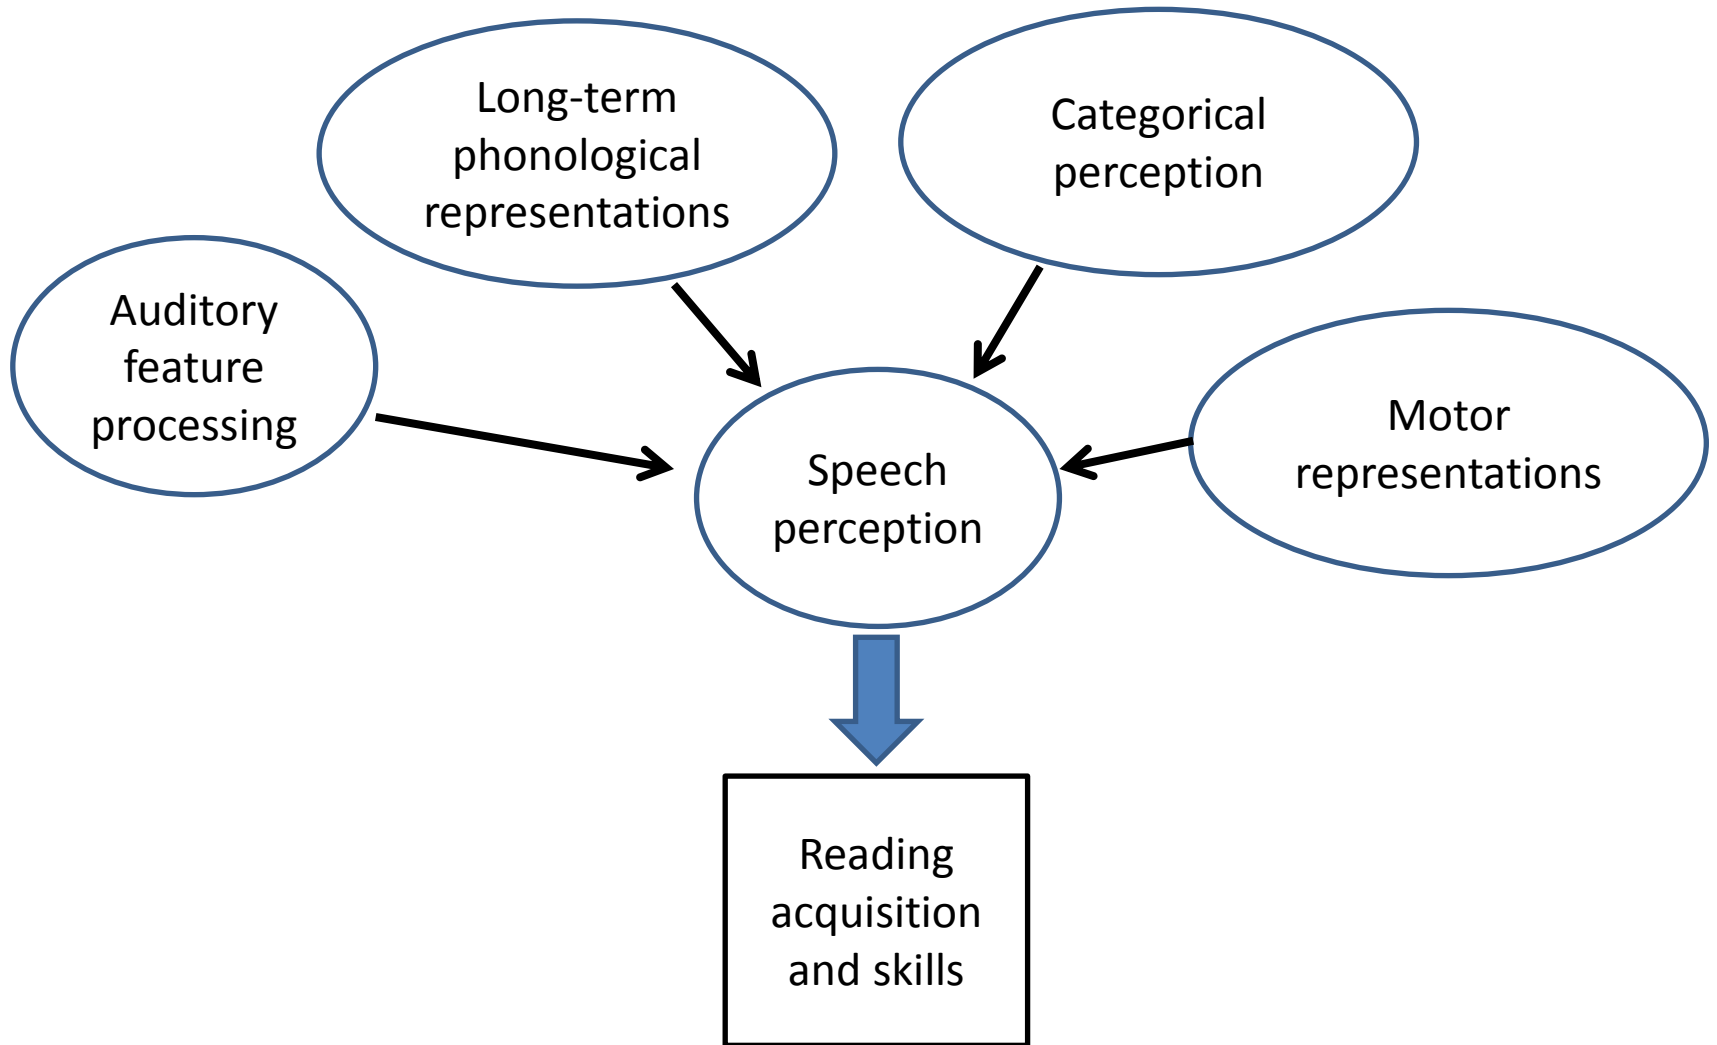 Long-term
phonological
representations
Categorical
perception
Auditory
feature
processing
Motor
representations
Speech
perception
Reading
acquisition
and skills